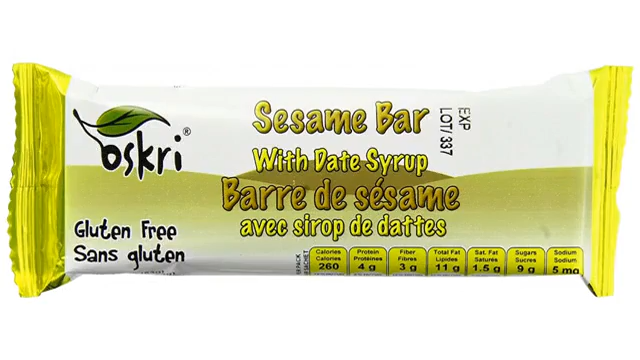 oskri®
Sesame Bar
EXP
LOT/ 337
With Date Syrup
Barre de sésame
avec sirop de dattes
Gluten Free
Sans gluten
Calories Protein Fiber Total Fat Sat. Fat Sugars Sodium
Calories Protéines Fibres Lipides Saturés Sucres Sodium
260 4 g 3 g 11 g 1.5 g 9 g 5 mg